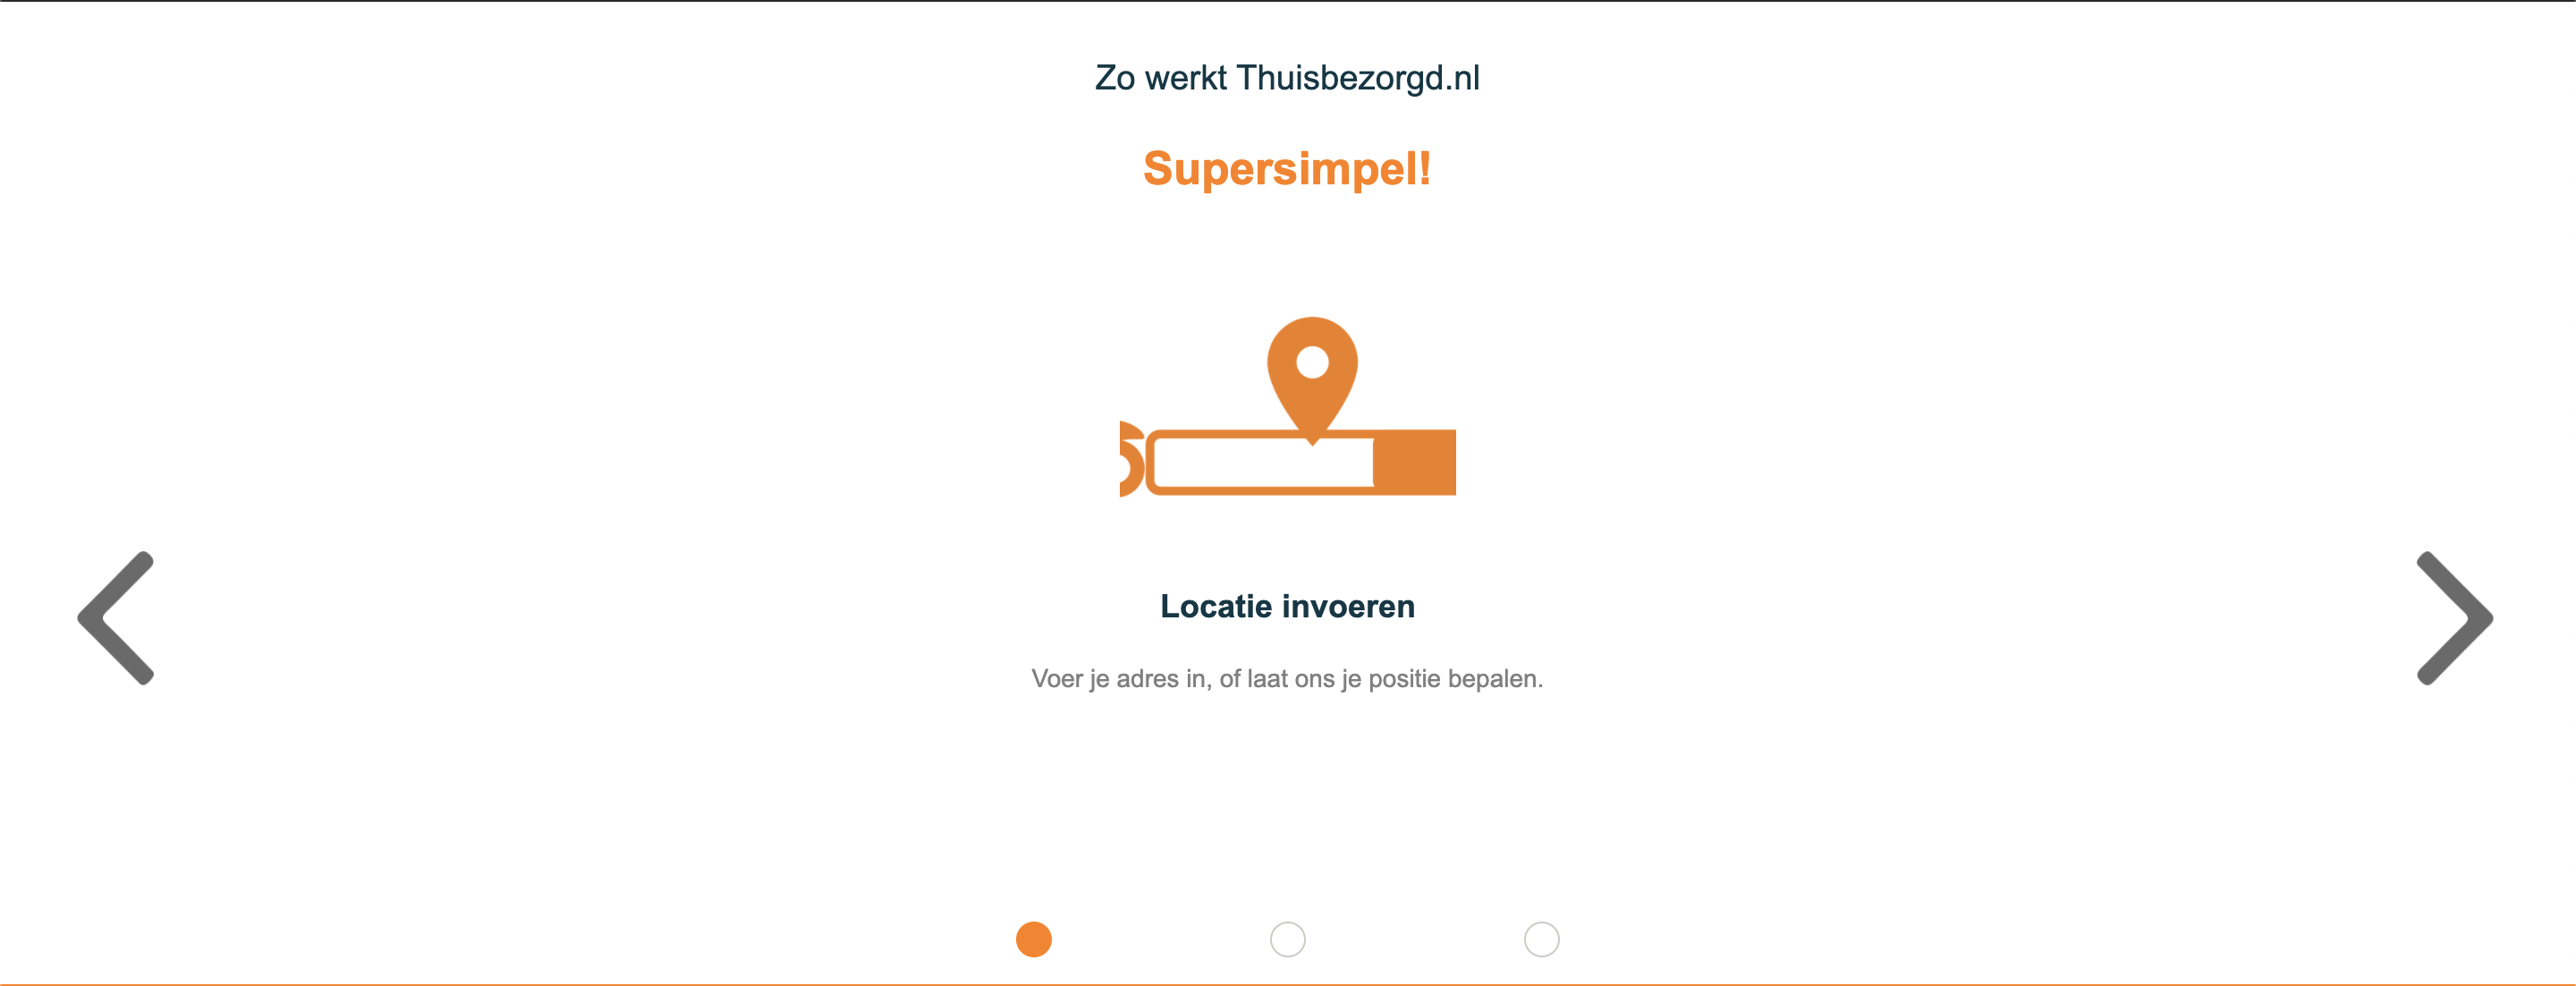 Zo werkt Thuisbezorgd.nl
Supersimpel!
Locatie invoeren
Voer je adres in, of laat ons je positie bepalen.